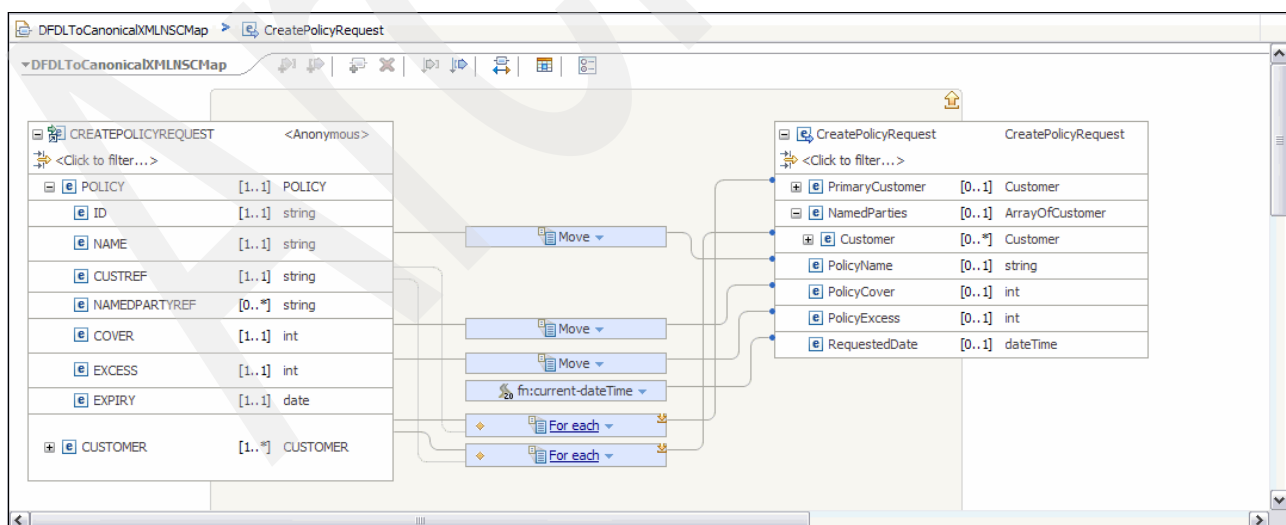 DFDLToCanonicalXMLNSCMap > CreatePolicyRequest
DFDLToCanonicalXMLNSCMap
CREATEPOLICYREQUEST <Anonymous>
<Click to filter...>
POLICY [1..1] POLICY
ID [1..1] string
NAME [1..1] string
CUSTREF [1..1] string
NAMEDPARTYREF [0..*] string
COVER [1..1] int
EXCESS [1..1] int
EXPIRY [1..1] date
CUSTOMER [1..*] CUSTOMER
Move
Move
Move
fn:current-dateTime
For each
For each
CreatePolicyRequest CreatePolicyRequest
<Click to filter...>
PrimaryCustomer [0..1] Customer
NamedParties [0..1] ArrayOfCustomer
Customer [0..*] Customer
PolicyName [0..1] string
PolicyCover [0..1] int
PolicyExcess [0..1] int
RequestedDate [0..1] dateTime